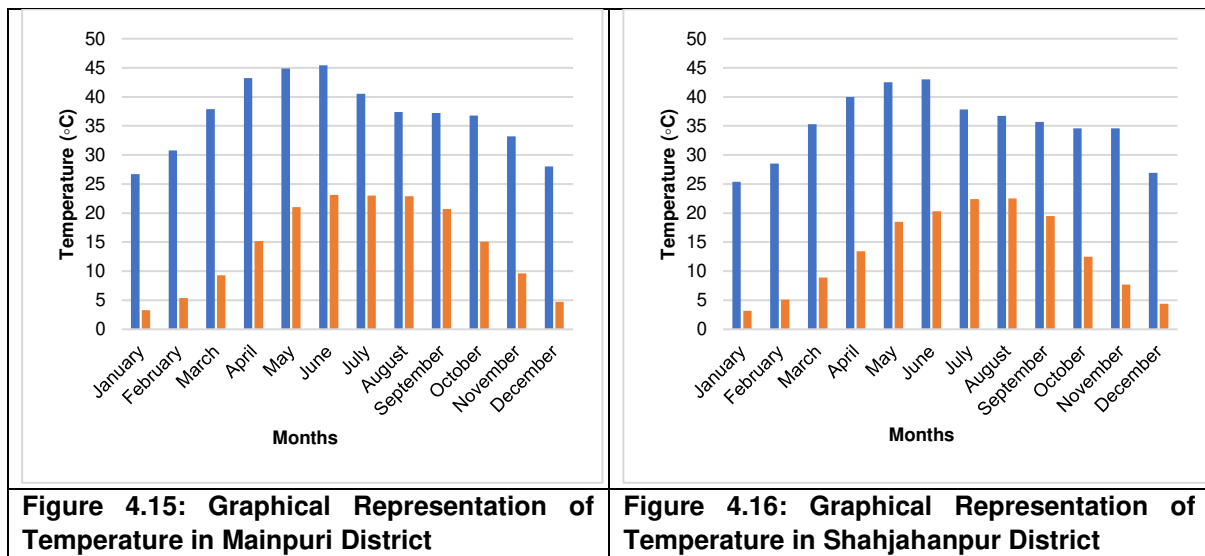 50
45
40
35
30
25
20
15
10
5
0
Temperature (◦C)
January
February
March
April
May
June
July
August
September
October
November
December
Months
Figure 4.15: Graphical Representation of
Temperature in Mainpuri District
50
45
40
35
30
25
20
15
10
5
0
Temperature (◦C)
January
February
March
April
May
June
July
August
September
October
November
December
Months
Figure 4.16: Graphical Representation of
Temperature in Shahjahanpur District